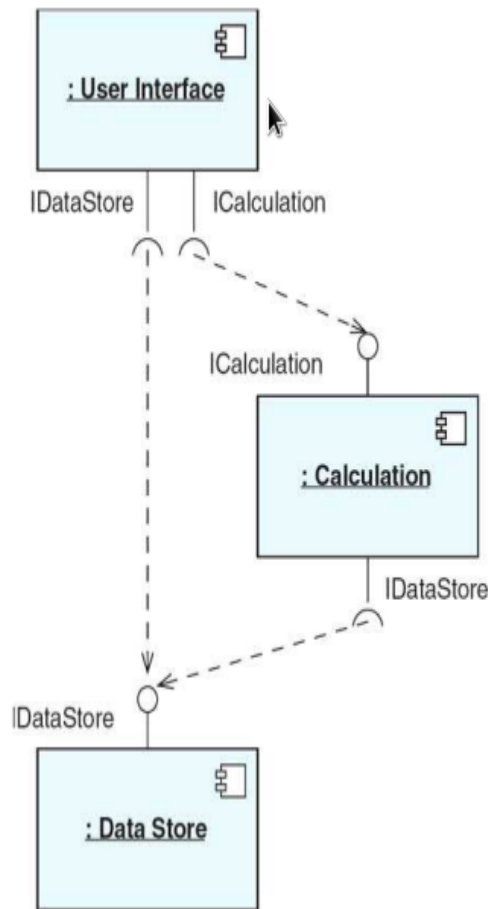 : User Interface
IDataStore
ICalculation
ICalculation
: Calculation
IDataStore
IDataStore
: Data Store